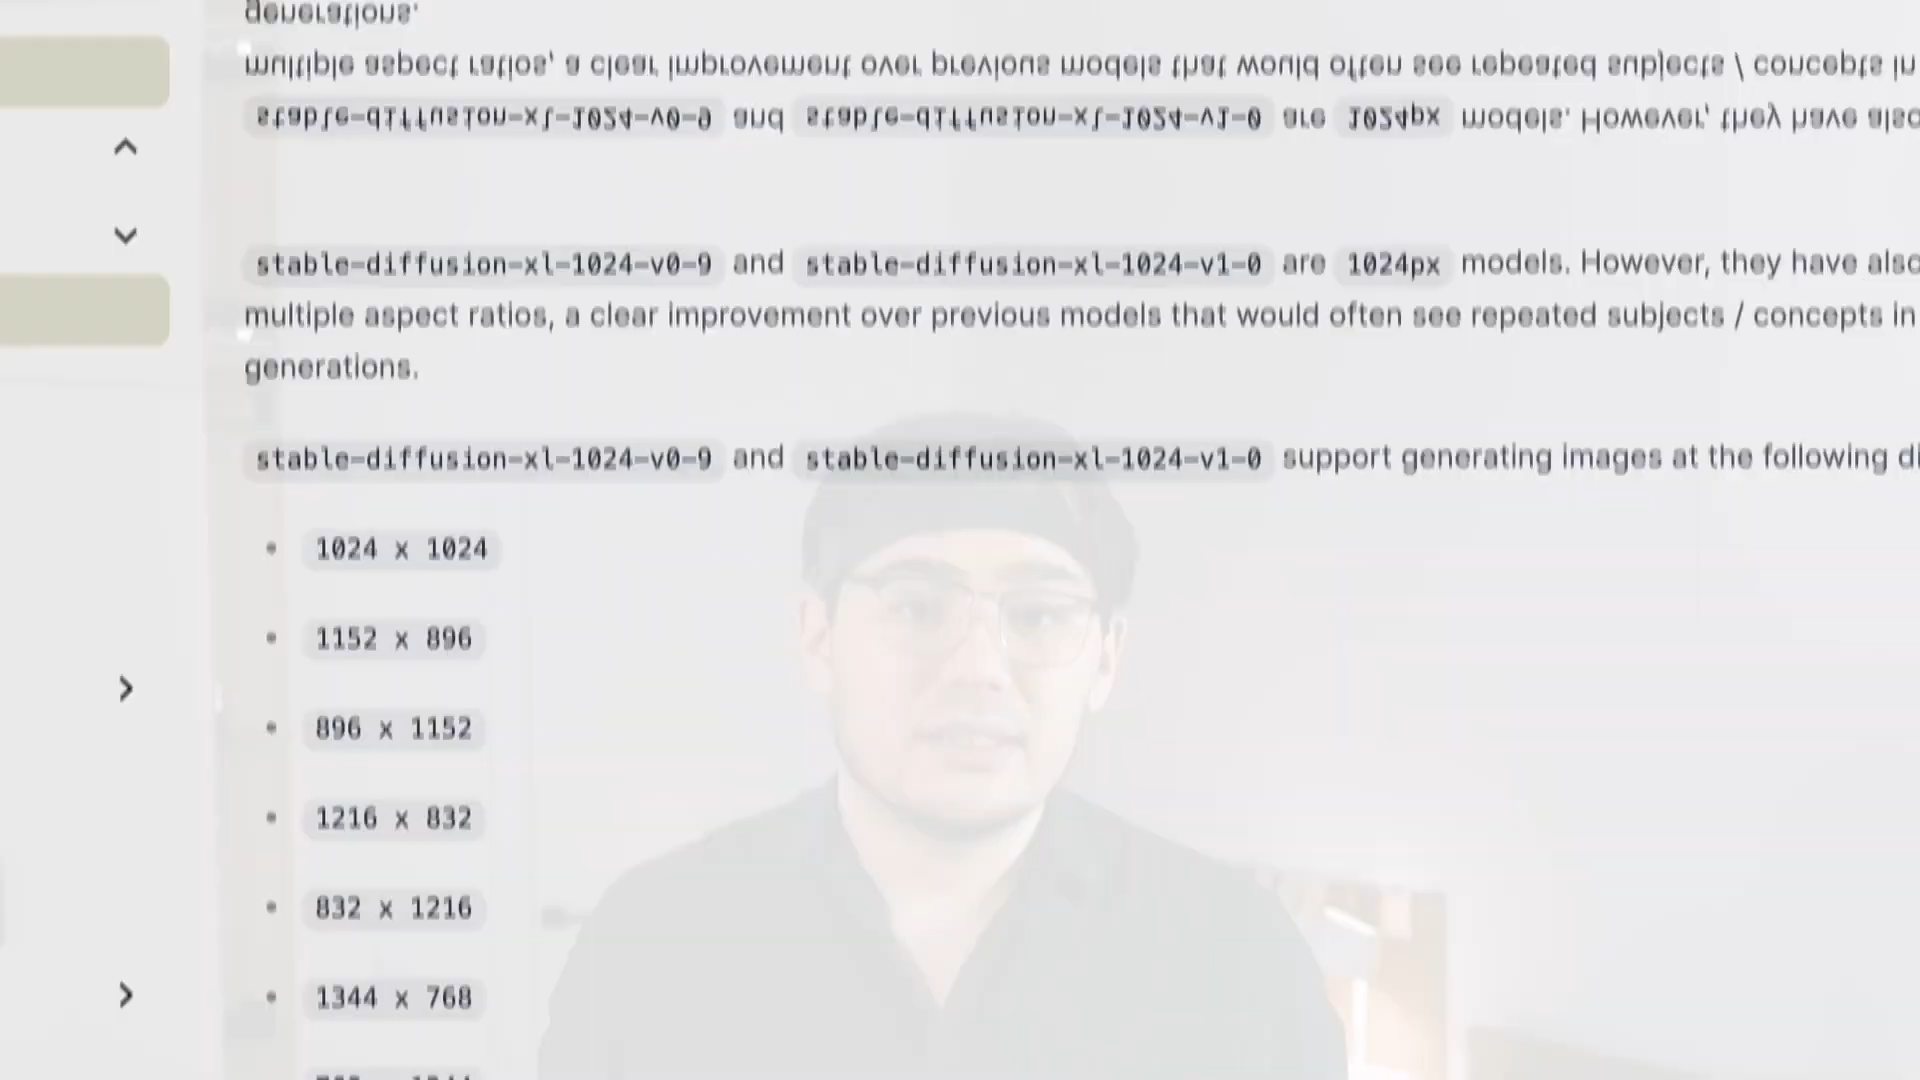 generations.
multiple aspect ratios, a clear improvement over previous models that would often see repeated subjects / concepts in
stable-diffusion-xl-1024-v0-9 and stable-diffusion-xl-1024-v1-0 are 1024px models. However, they have also
stable-diffusion-xl-1024-v0-9 and stable-diffusion-xl-1024-v1-0 are 1024px models. However, they have also
multiple aspect ratios, a clear improvement over previous models that would often see repeated subjects / concepts in
generations.
stable-diffusion-xl-1024-v0-9 and stable-diffusion-xl-1024-v1-0 support generating images at the following
1024 x 1024
1152 x 896
896 x 1152
1216 x 832
832 x 1216
1344 x 768